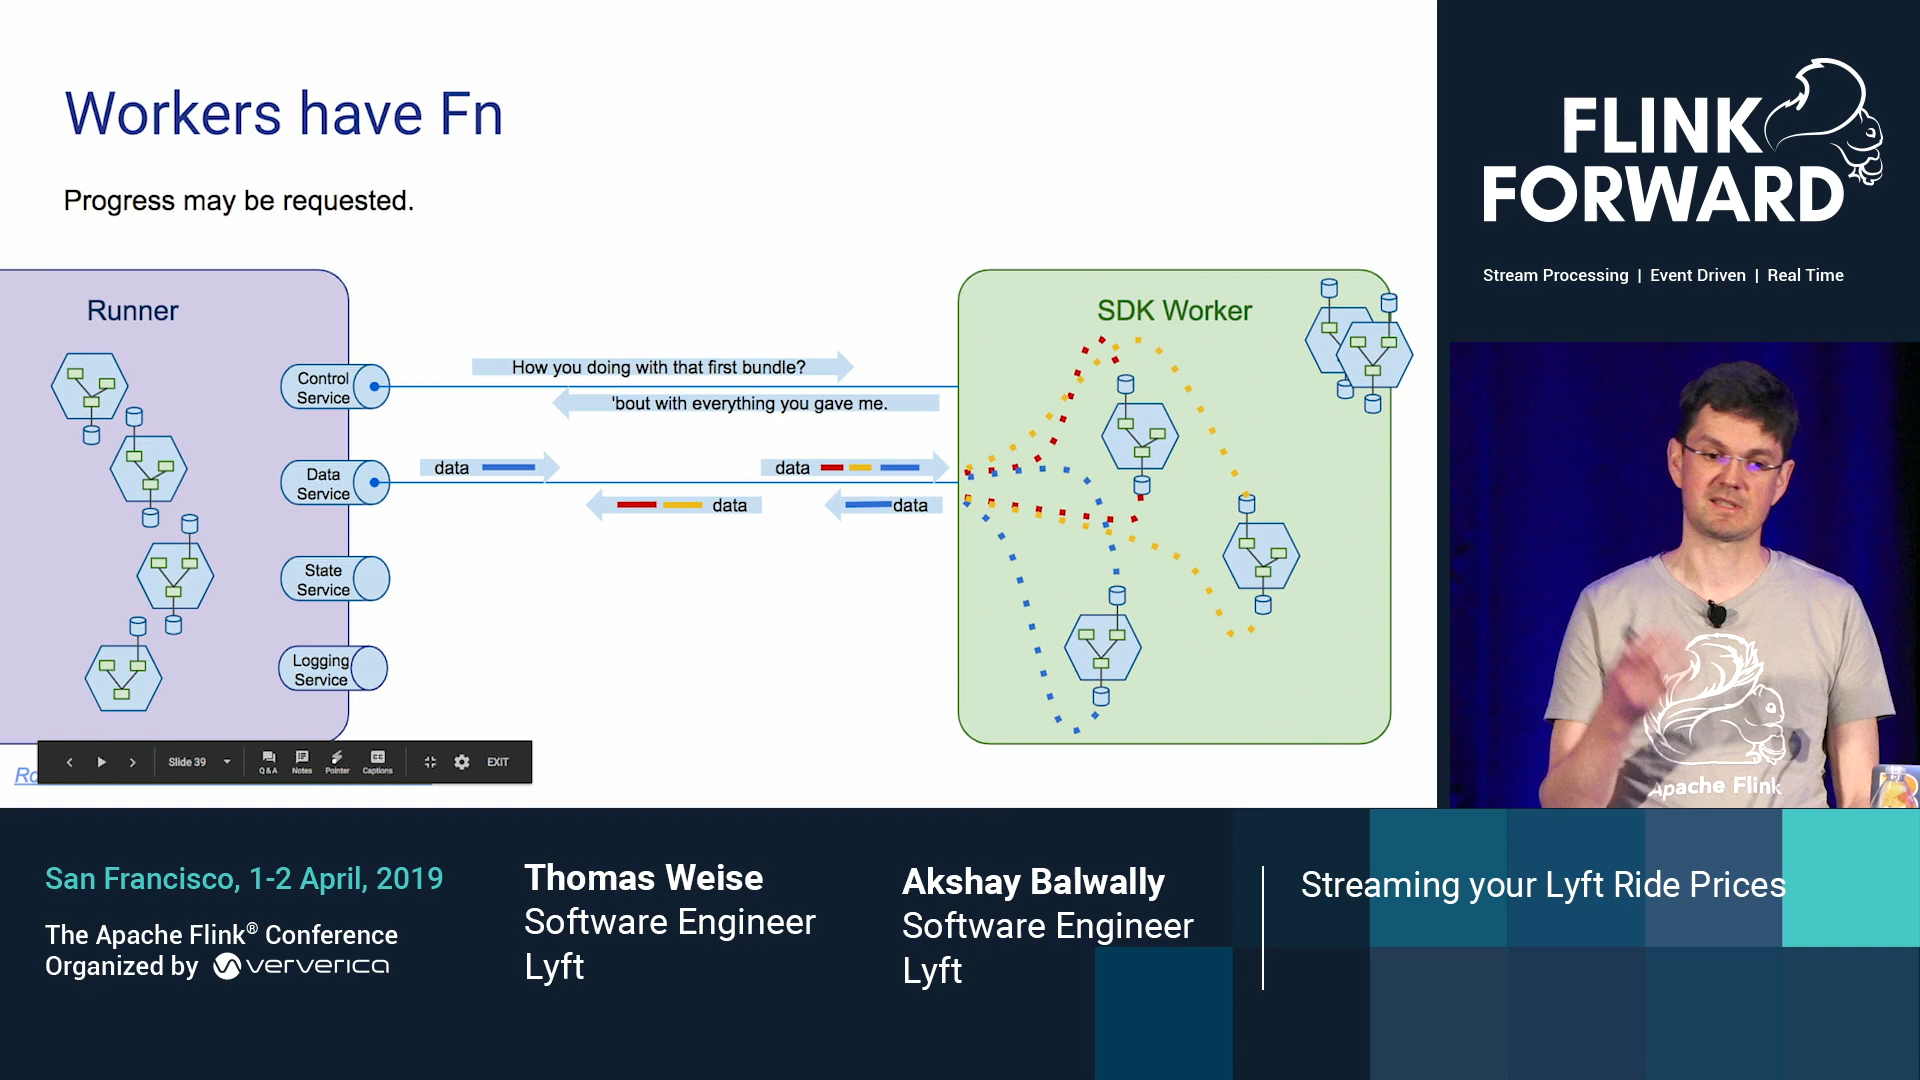 Workers have Fn
Progress may be requested.
Runner
Control
Service
Data
Service
State
Service
Logging
Service
How you doing with that first bundle?
'bout with everything you gave me.
data
data
data
data
SDK Worker
Slide 39
Q&A
Notes
Pointer
Captions
EXIT
FLINK
FORWARD
Stream Processing | Event Driven | Real Time
Apache Flink
San Francisco, 1-2 April, 2019
The Apache Flink® Conference
Organized by ververica
Thomas Weise
Software Engineer
Lyft
Akshay Balwally
Software Engineer
Lyft
Streaming your Lyft Ride Prices